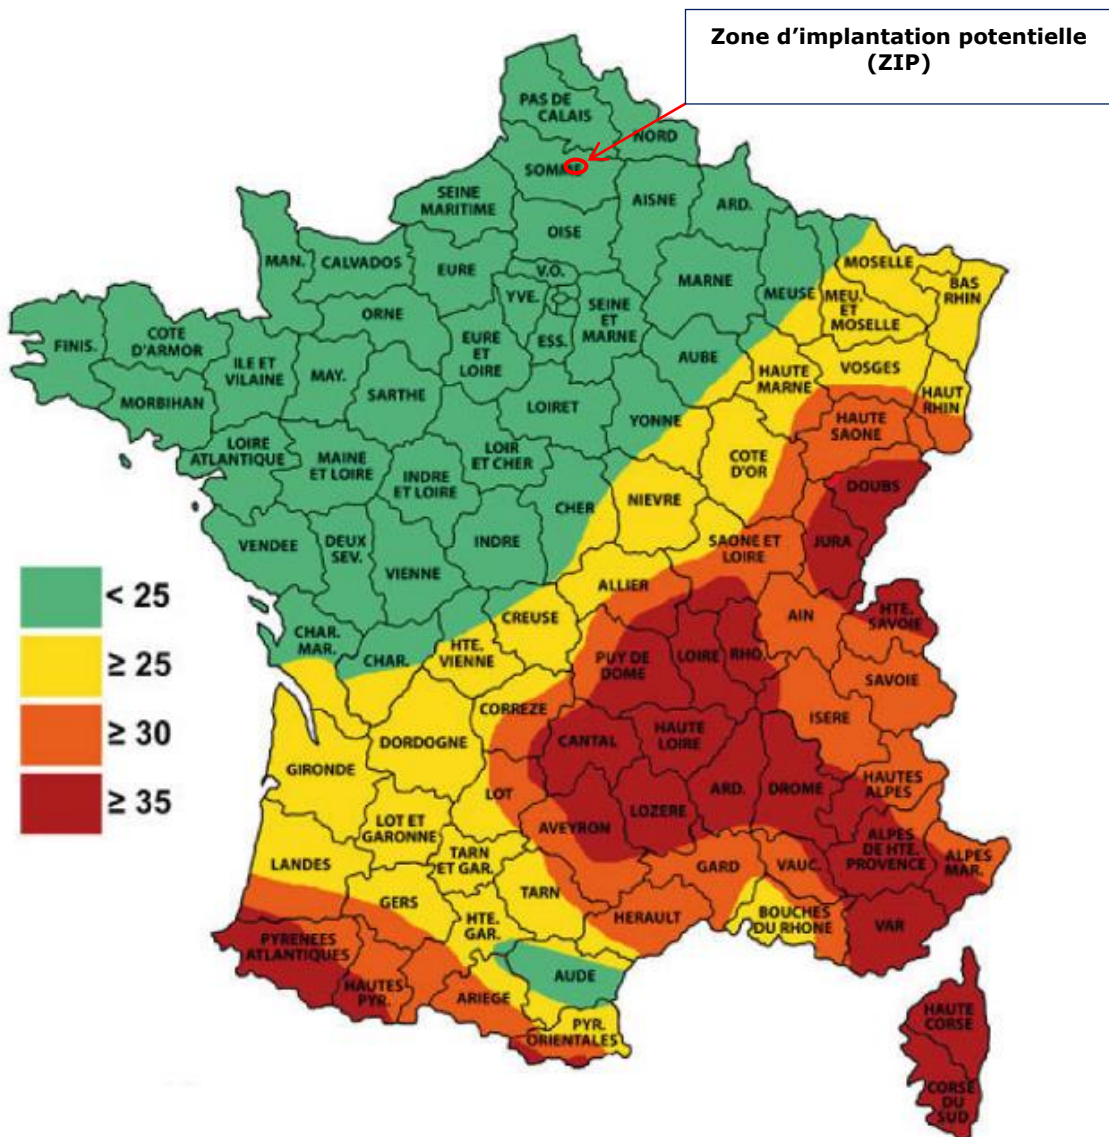 Zone d’implantation potentielle
(ZIP)
PAS DE
CALAIS
NORD
SOMME
SEINE
MARITIME
AISNE
ARD.
OISE
MAN.
CALVADOS
EURE
V.O.
MARNE
MEUSE
MOSELLE
BAS
RHIN
MEU.
ET
MOSELLE
YVE.
SEINE
ET
MARNE
ORNE
ESS.
FINIS.
COTE
D'ARMOR
ILE ET
VILAINE
MAY.
EURE
ET
LOIRE
AUBE
HAUTE
MARNE
VOSGES
HAUT
RHIN
MORBIHAN
SARTHE
LOIRET
YONNE
HAUTE
SAONE
LOIRE
ATLANTIQUE
MAINE
ET LOIRE
LOIR
ET CHER
INDRE
ET LOIRE
COTE
D'OR
DOUBS
CHER
NIEVRE
VENDEE
DEUX
SEV.
VIENNE
INDRE
SAONE ET
LOIRE
JURA
< 25
ALLIER
CREUSE
AIN
HTE.
SAVOIE
CHAR.
MAR.
CHAR.
HTE.
VIENNE
PUY DE
DOME
LOIRE
RHO.
SAVOIE
≥ 25
CORREZE
ISERE
≥ 30
DORDOGNE
CANTAL
HAUTE
LOIRE
GIRONDE
HAUTES
ALPES
≥ 35
LOT
ARD.
DROME
LOT ET
GARONNE
AVEYRON
LOZERE
ALPES
DE HTE.
PROVENCE
ALPES
MAR.
LANDES
TARN
ET GAR.
GARD
VAUC.
GERS
TARN
HTE.
GAR.
HERAULT
BOUCHES
DU RHONE
VAR
PYRENEES
ATLANTIQUES
HAUTES
PYR.
ARIEGE
AUDE
PYR.
ORIENTALES
HAUTE
CORSE
CORSE
DU
SUD